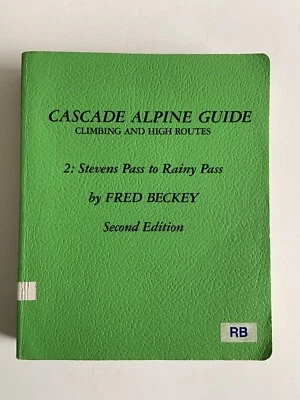 CASCADE ALPINE GUIDE
CLIMBING AND HIGH ROUTES
2: Stevens Pass to Rainy Pass
by FRED BECKEY
Second Edition
RB